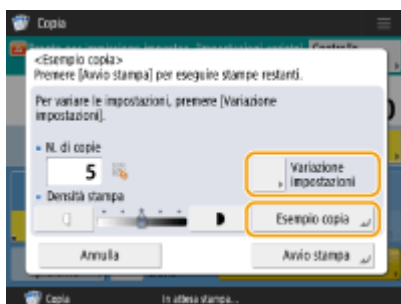 Copia
<Esempio copia>
Premere [Avvio stampa] per eseguire stampe restanti.
Per variare le impostazioni, premere [Variazione
impostazioni].
N. di copie
5
Variazione
impostazioni
Densità stampa
Esempio copia
Annulla
Avvio stampa
Copia
In attesa stampa...